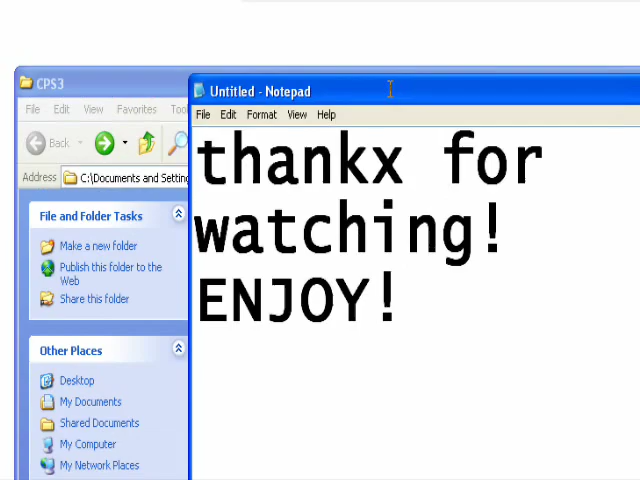 CPS3
File Edit View Favorites
Back
Address C:\Documents and Setting
File and Folder Tasks
Make a new folder
Publish this folder to the
Web
Share this folder
Other Places
Desktop
My Documents
Shared Documents
My Computer
My Network Places
Untitled - Notepad
File Edit Format View Help
thankx for
watching!
ENJOY!